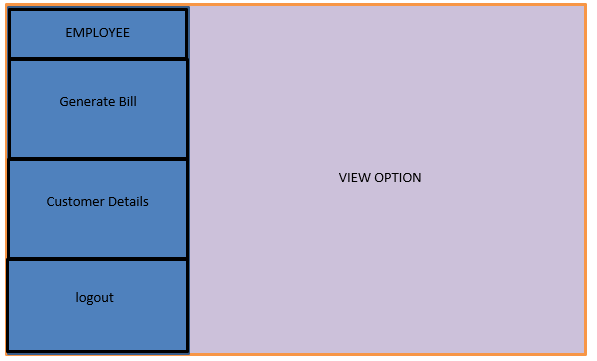 EMPLOYEE
Generate Bill
Customer Details
logout
VIEW OPTION